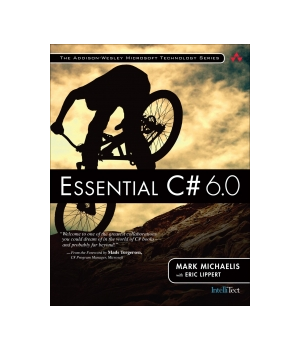 THE ADDISON-WESLEY MICROSOFT TECHNOLOGY SERIES
ESSENTIAL C# 6.0
"Welcome to one of the greatest collaborations
you could dream of in the world of C# books—
and probably far beyond!"
—From the Foreword by Mads Torgersen,
C# Program Manager, Microsoft
MARK MICHAELIS
WITH ERIC LIPPERT
IntelliTect